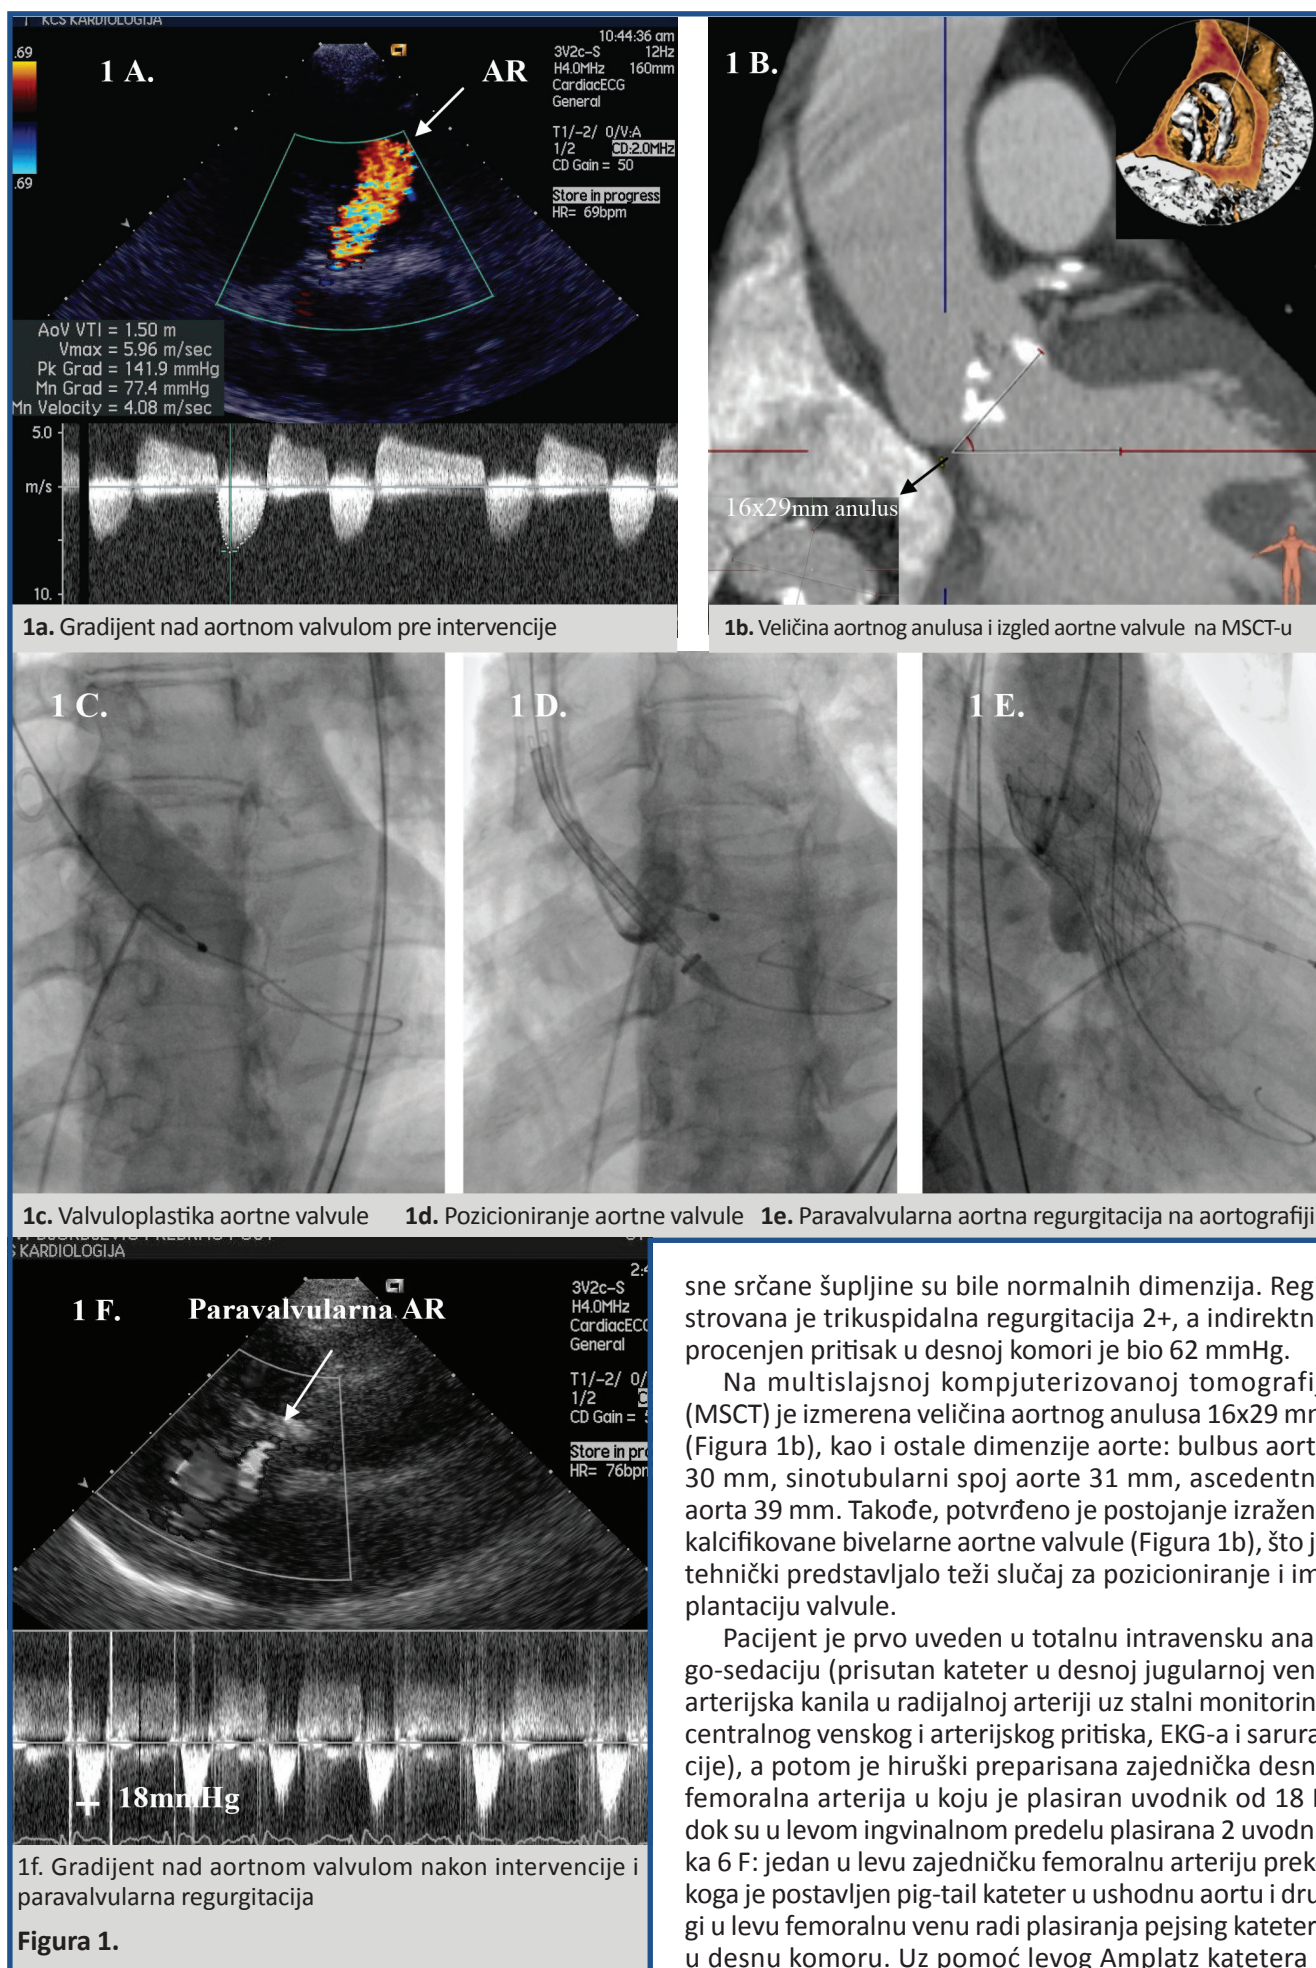 KCS KARDIOLOGIJA
10:44:36 am
3V2c-S 12Hz
H4.0MHz 160mm
CardiacECG
General
T1/-2/ 0/V:A
1/2 CD:2.0MHz
CD Gain = 50
Store in progress
HR= 69bpm
.69
.69
1 A.
AR
AoV VTI = 1.50 m
Vmax = 5.96 m/sec
Pk Grad = 141.9 mmHg
Mn Grad = 77.4 mmHg
Mn Velocity = 4.08 m/sec
5.0
m/s
10.
1a. Gradijent nad aortnom valvulom pre intervencije
1 B.
16x29mm anulus
1b. Veličina aortnog anulusa i izgled aortne valvule na MSCT-u
1 C.
1 D.
1 E.
1c. Valvuloplastika aortne valvule
1d. Pozicioniranje aortne valvule
1e. Paravalvularna aortna regurgitacija na aortografiji
KARDIOLOGIJA
1 F.
Paravalvularna AR
3V2c-S
H4.0MHz
CardiacEC
General
T1/-2/ 0/
1/2
CD Gain =
Store in pro
HR= 76bp
18mmHg
1f. Gradijent nad aortnom valvulom nakon intervencije i
paravalvularna regurgitacija
Figura 1.
sne srčane šupljine su bile normalnih dimenzija. Reg
strovana je trikuspidalna regurgitacija 2+, a indirektn
procenjen pritisak u desnoj komori je bio 62 mmHg.
Na multislajsnoj kompjuterizovanoj tomografij
(MSCT) je izmerena veličina aortnog anulusa 16x29 mm
(Figura 1b), kao i ostale dimenzije aorte: bulbus aort
30 mm, sinotubularni spoj aorte 31 mm, ascedentn
aorta 39 mm. Takođe, potvrđeno je postojanje izražen
kalcifikovane bivelarne aortne valvule (Figura 1b), što j
tehnički predstavljalo teži slučaj za pozicioniranje i im
plantaciju valvule.
Pacijent je prvo uveden u totalnu intravensku ana
go-sedaciju (prisutan kateter u desnoj jugularnoj ven
arterijska kanila u radijalnoj arteriji uz stalni monitorin
centralnog venskog i arterijskog pritiska, EKG-a i sarura
cije), a potom je hiruški preparisana zajednička desn
femoralna arterija u koju je plasiran uvodnik od 18
dok su u levom ingvinalnom predelu plasirana 2 uvodn
ka 6 F: jedan u levu zajedničku femoralnu arteriju prek
koga je postavljen pig-tail kateter u ushodnu aortu i dru
gi u levu femoralnu venu radi plasiranja pejsing kateter
u desnu komoru. Uz pomoć levog Amplatz katetera